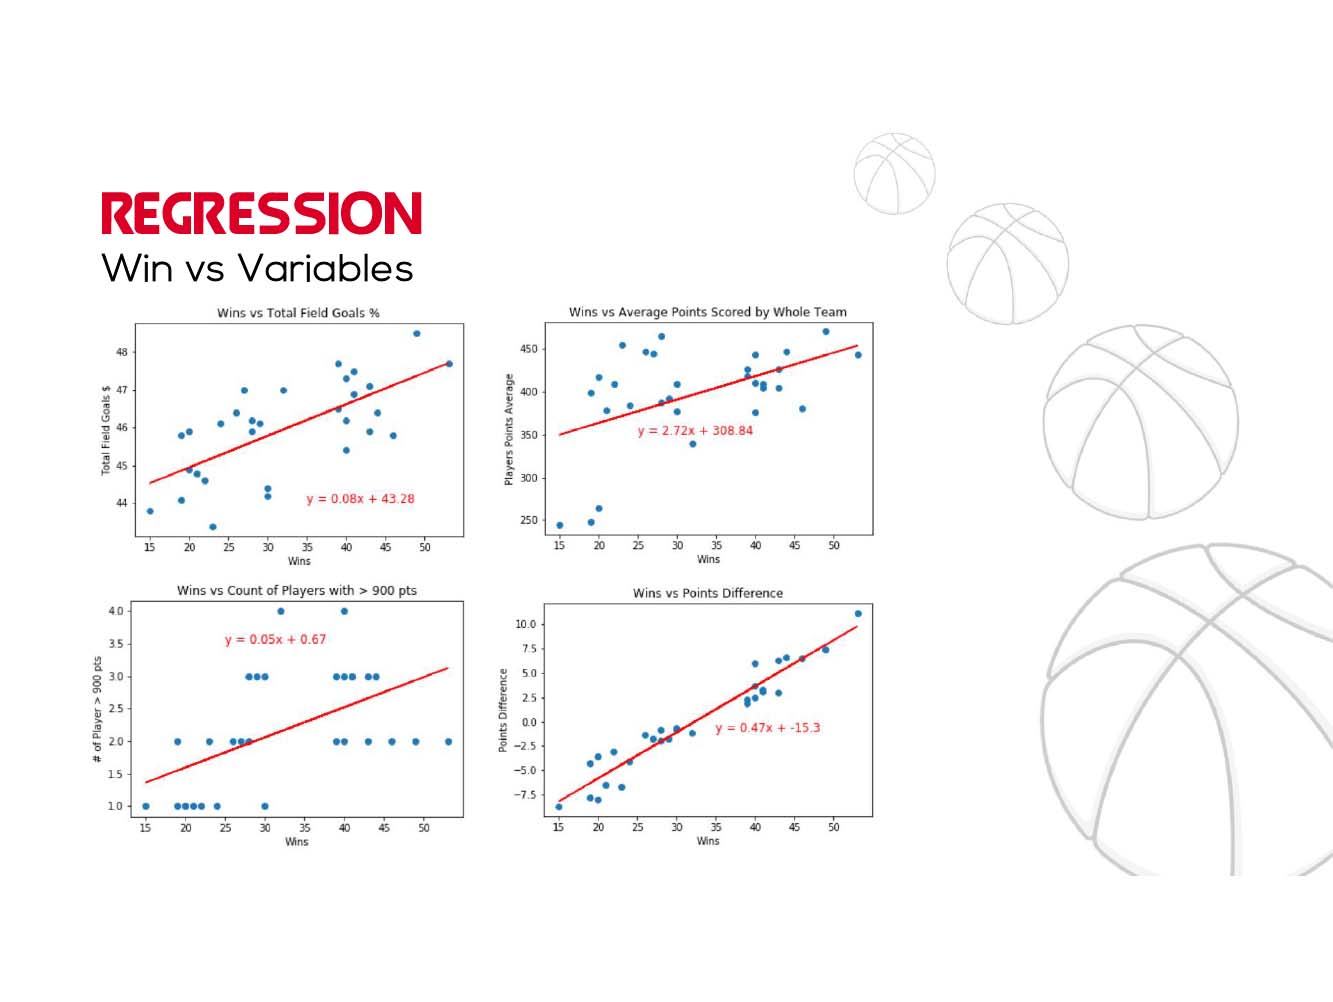 REGRESSION
Win vs Variables
Wins vs Total Field Goals %
Total Field Goals $
48
47
46
45
44
y = 0.08x + 43.28
15 20 25 30 35 40 45 50
Wins
Wins vs Average Points Scored by Whole Team
Players Points Average
450
400
350
300
250
y = 2.72x + 308.84
15 20 25 30 35 40 45 50
Wins
Wins vs Count of Players with > 900 pts
# of Player > 900 pts
4.0
3.5
3.0
2.5
2.0
1.5
1.0
y = 0.05x + 0.67
15 20 25 30 35 40 45 50
Wins
Wins vs Points Difference
Points Difference
10.0
7.5
5.0
2.5
0.0
−2.5
−5.0
−7.5
y = 0.47x + -15.3
15 20 25 30 35 40 45 50
Wins